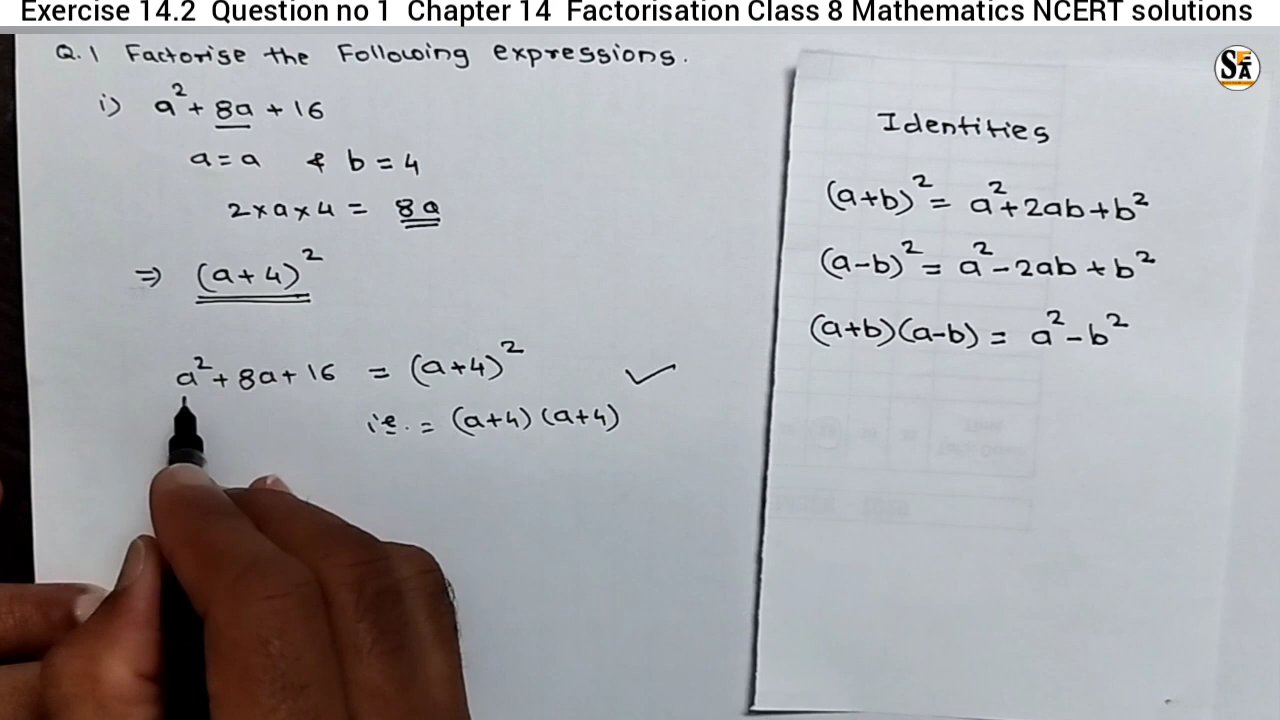 Exercise 14.2 Question no 1 Chapter 14 Factorisation Class 8 Mathematics NCERT solutions
Q.1 Factorise the Following expressions.
i) a² + 8a + 16
a = a & b = 4
2 × a × 4 = 8a
⇒ (a + 4)²
a² + 8a + 16 = (a+4)²
i.e. = (a+4) (a+4)
SFA
Identities
(a+b)² = a² + 2ab + b²
(a-b)² = a² - 2ab + b²
(a+b)(a-b) = a² - b²